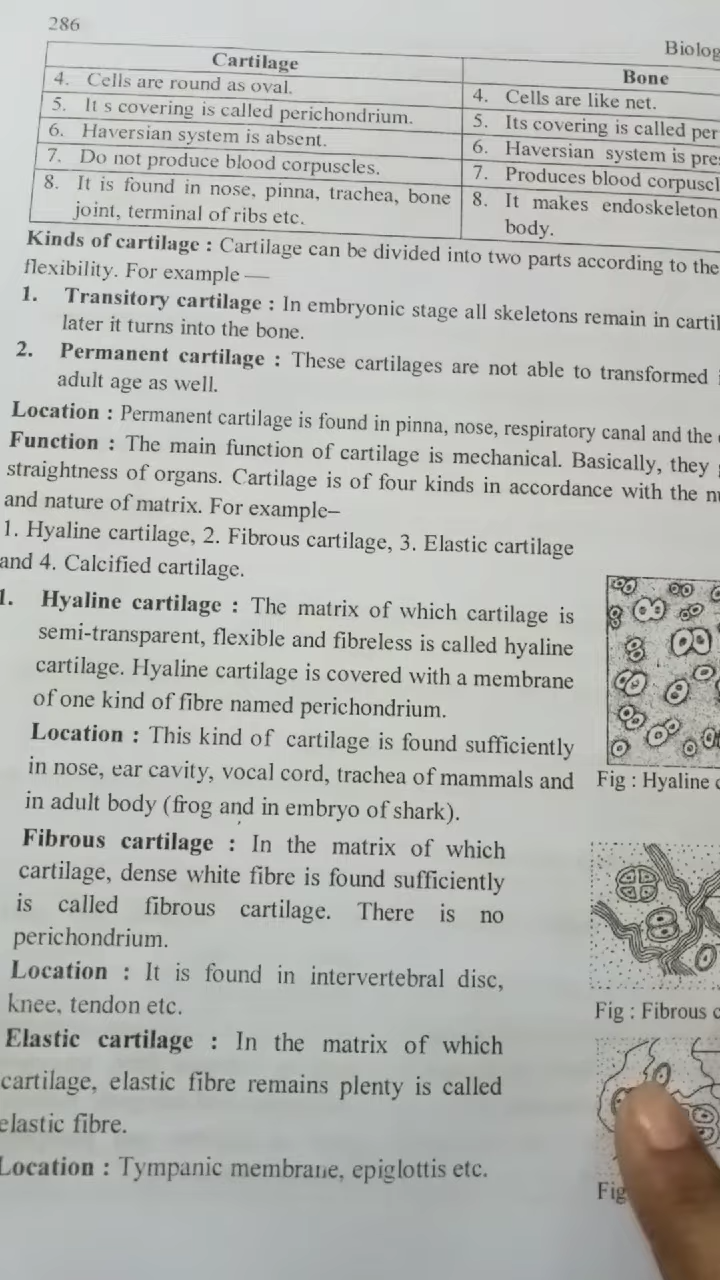 286
Biolog
Cartilage
Bone
4. Cells are round as oval.
4. Cells are like net.
5. It s covering is called perichondrium.
5. Its covering is called per
6. Haversian system is absent.
6. Haversian system is pre
7. Do not produce blood corpuscles.
7. Produces blood corpuscl
8. It is found in nose, pinna, trachea, bone
joint, terminal of ribs etc.
8. It makes endoskeleton
body.
Kinds of cartilage : Cartilage can be divided into two parts according to the
flexibility. For example —
1. Transitory cartilage : In embryonic stage all skeletons remain in cartil
later it turns into the bone.
2. Permanent cartilage : These cartilages are not able to transformed
adult age as well.
Location : Permanent cartilage is found in pinna, nose, respiratory canal and the
Function : The main function of cartilage is mechanical. Basically, they
straightness of organs. Cartilage is of four kinds in accordance with the nu
and nature of matrix. For example–
1. Hyaline cartilage, 2. Fibrous cartilage, 3. Elastic cartilage
and 4. Calcified cartilage.
1. Hyaline cartilage : The matrix of which cartilage is
semi-transparent, flexible and fibreless is called hyaline
cartilage. Hyaline cartilage is covered with a membrane
of one kind of fibre named perichondrium.
Location : This kind of cartilage is found sufficiently
in nose, ear cavity, vocal cord, trachea of mammals and
in adult body (frog and in embryo of shark).
Fig : Hyaline c
Fibrous cartilage : In the matrix of which
cartilage, dense white fibre is found sufficiently
is called fibrous cartilage. There is no
perichondrium.
Location : It is found in intervertebral disc,
knee, tendon etc.
Fig : Fibrous c
Elastic cartilage : In the matrix of which
cartilage, elastic fibre remains plenty is called
elastic fibre.
Location : Tympanic membrane, epiglottis etc.
Fig